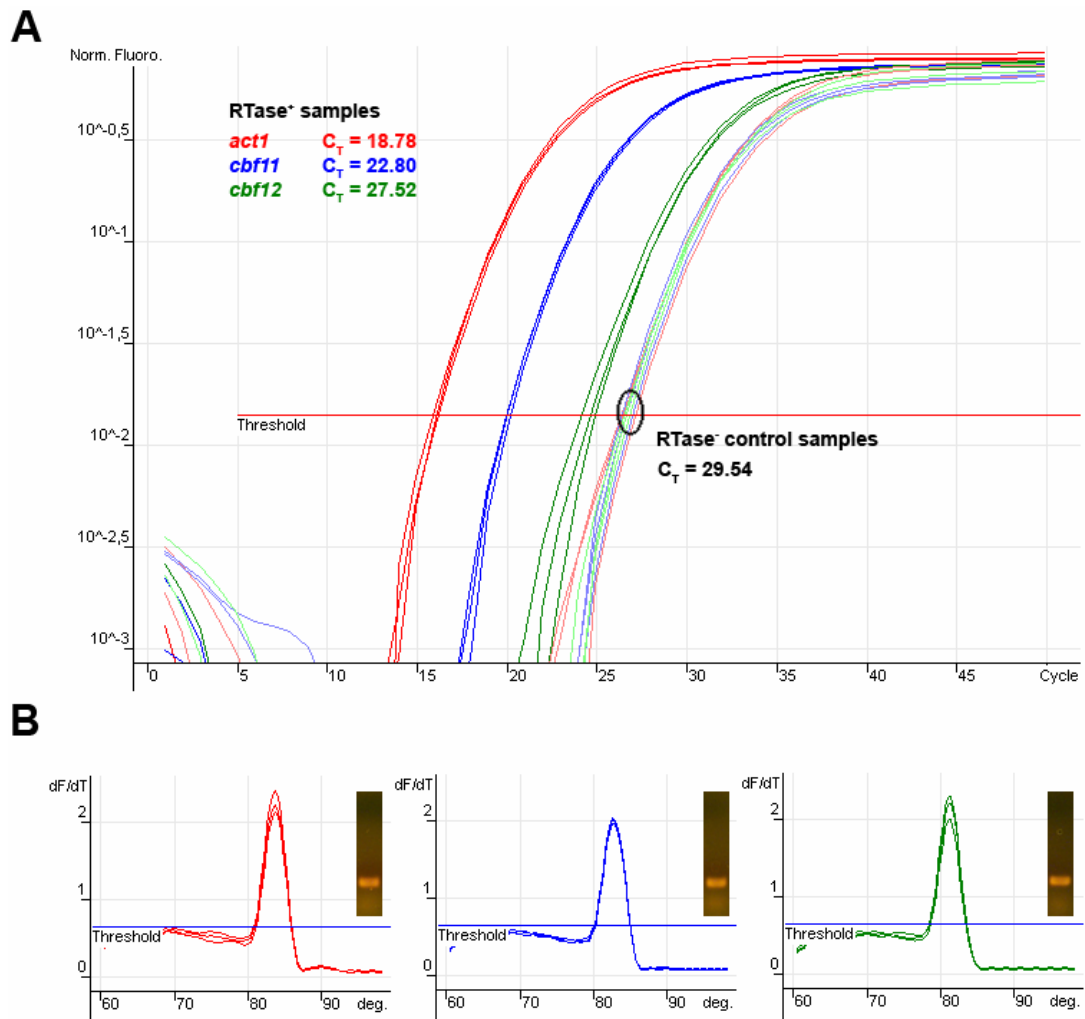 A
Norm. Fluoro.
RTase⁺ samples
act1 C_T = 18.78
cbf11 C_T = 22.80
cbf12 C_T = 27.52
10^-0,5
10^-1
10^-1,5
10^-2
10^-2,5
10^-3
Threshold
RTase⁻ control samples
C_T = 29.54
0 5 10 15 20 25 30 35 40 45 Cycle
B
dF/dT dF/dT dF/dT
2 2 2
1 1 1
Threshold Threshold Threshold
0 0 0
60 70 80 90 deg. 60 70 80 90 deg. 60 70 80 90 deg.